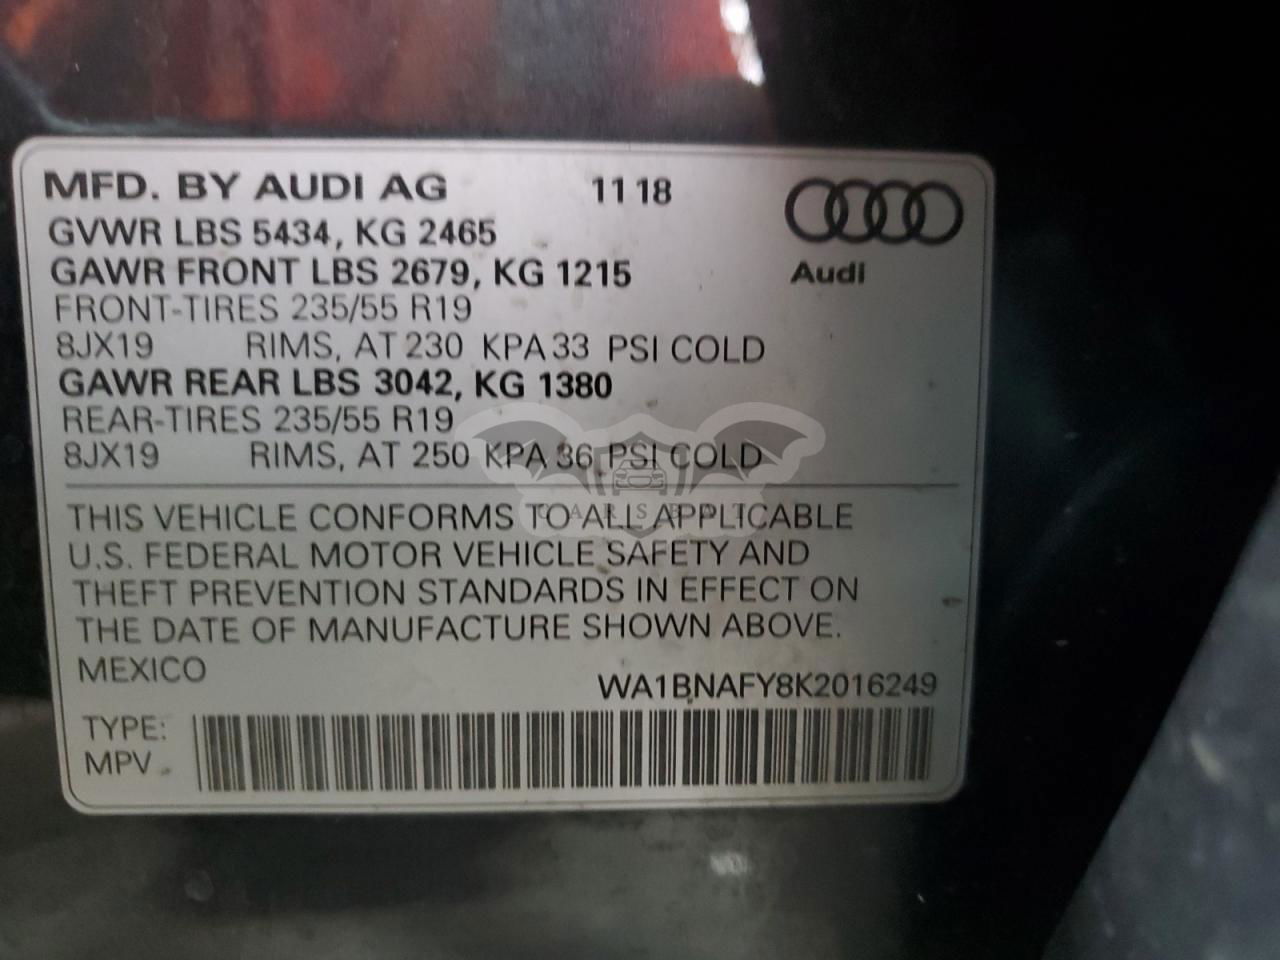 MFD. BY AUDI AG 11 18
GVWR LBS 5434, KG 2465
GAWR FRONT LBS 2679, KG 1215
Audi
FRONT-TIRES 235/55 R19
8JX19 RIMS, AT 230 KPA 33 PSI COLD
GAWR REAR LBS 3042, KG 1380
REAR-TIRES 235/55 R19
8JX19 RIMS, AT 250 KPA 36 PSI COLD
CARSBAT
THIS VEHICLE CONFORMS TO ALL APPLICABLE
U.S. FEDERAL MOTOR VEHICLE SAFETY AND
THEFT PREVENTION STANDARDS IN EFFECT ON
THE DATE OF MANUFACTURE SHOWN ABOVE.
MEXICO
WA1BNAFY8K2016249
TYPE:
MPV